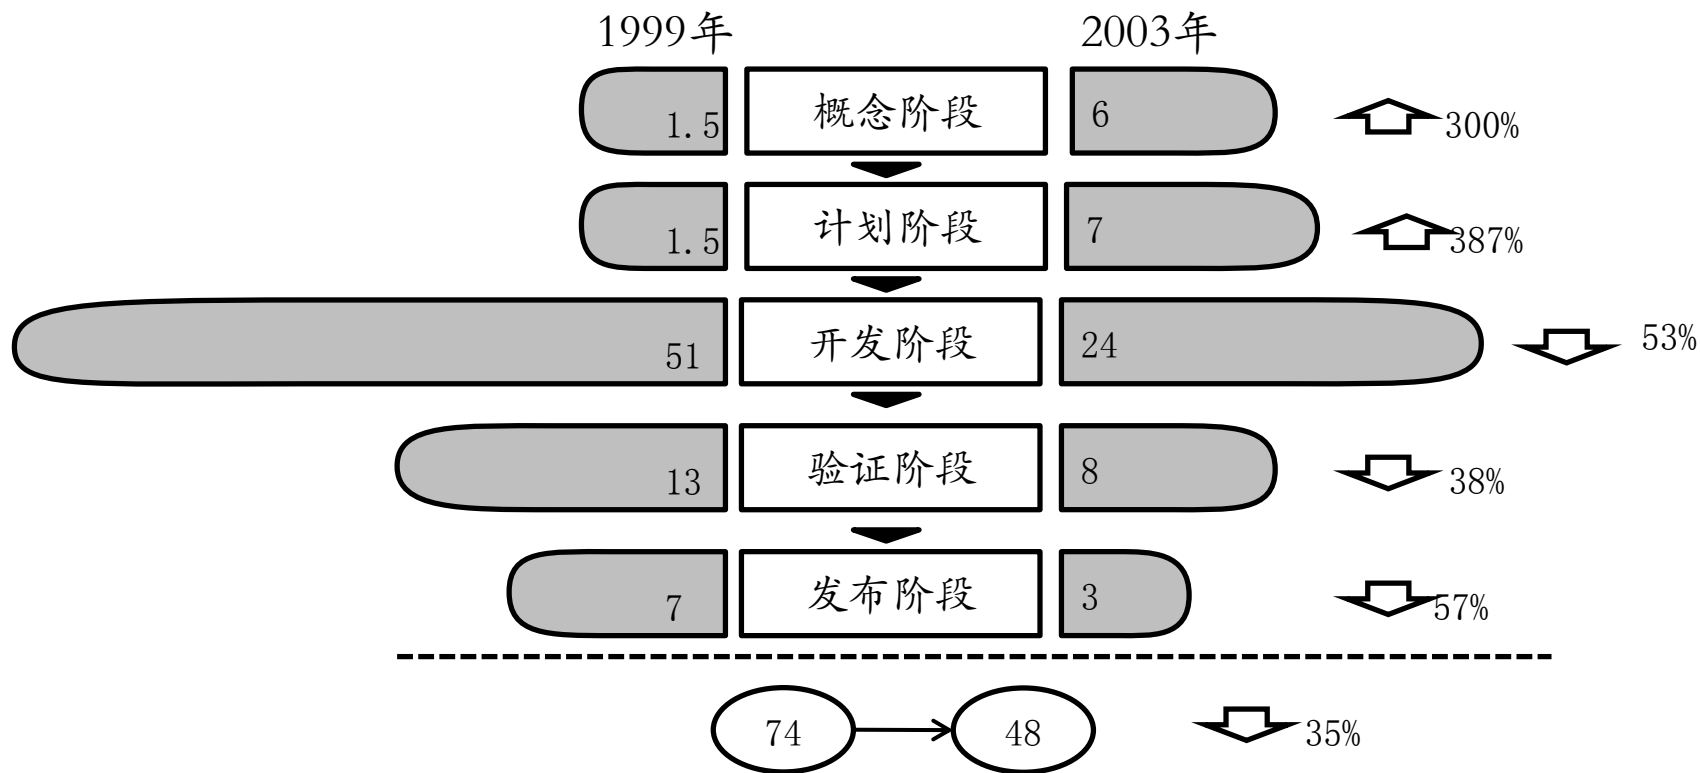 1999年 2003年
1.5 概念阶段 6 300%
1.5 计划阶段 7 387%
51 开发阶段 24 53%
13 验证阶段 8 38%
7 发布阶段 3 57%
74 48 35%